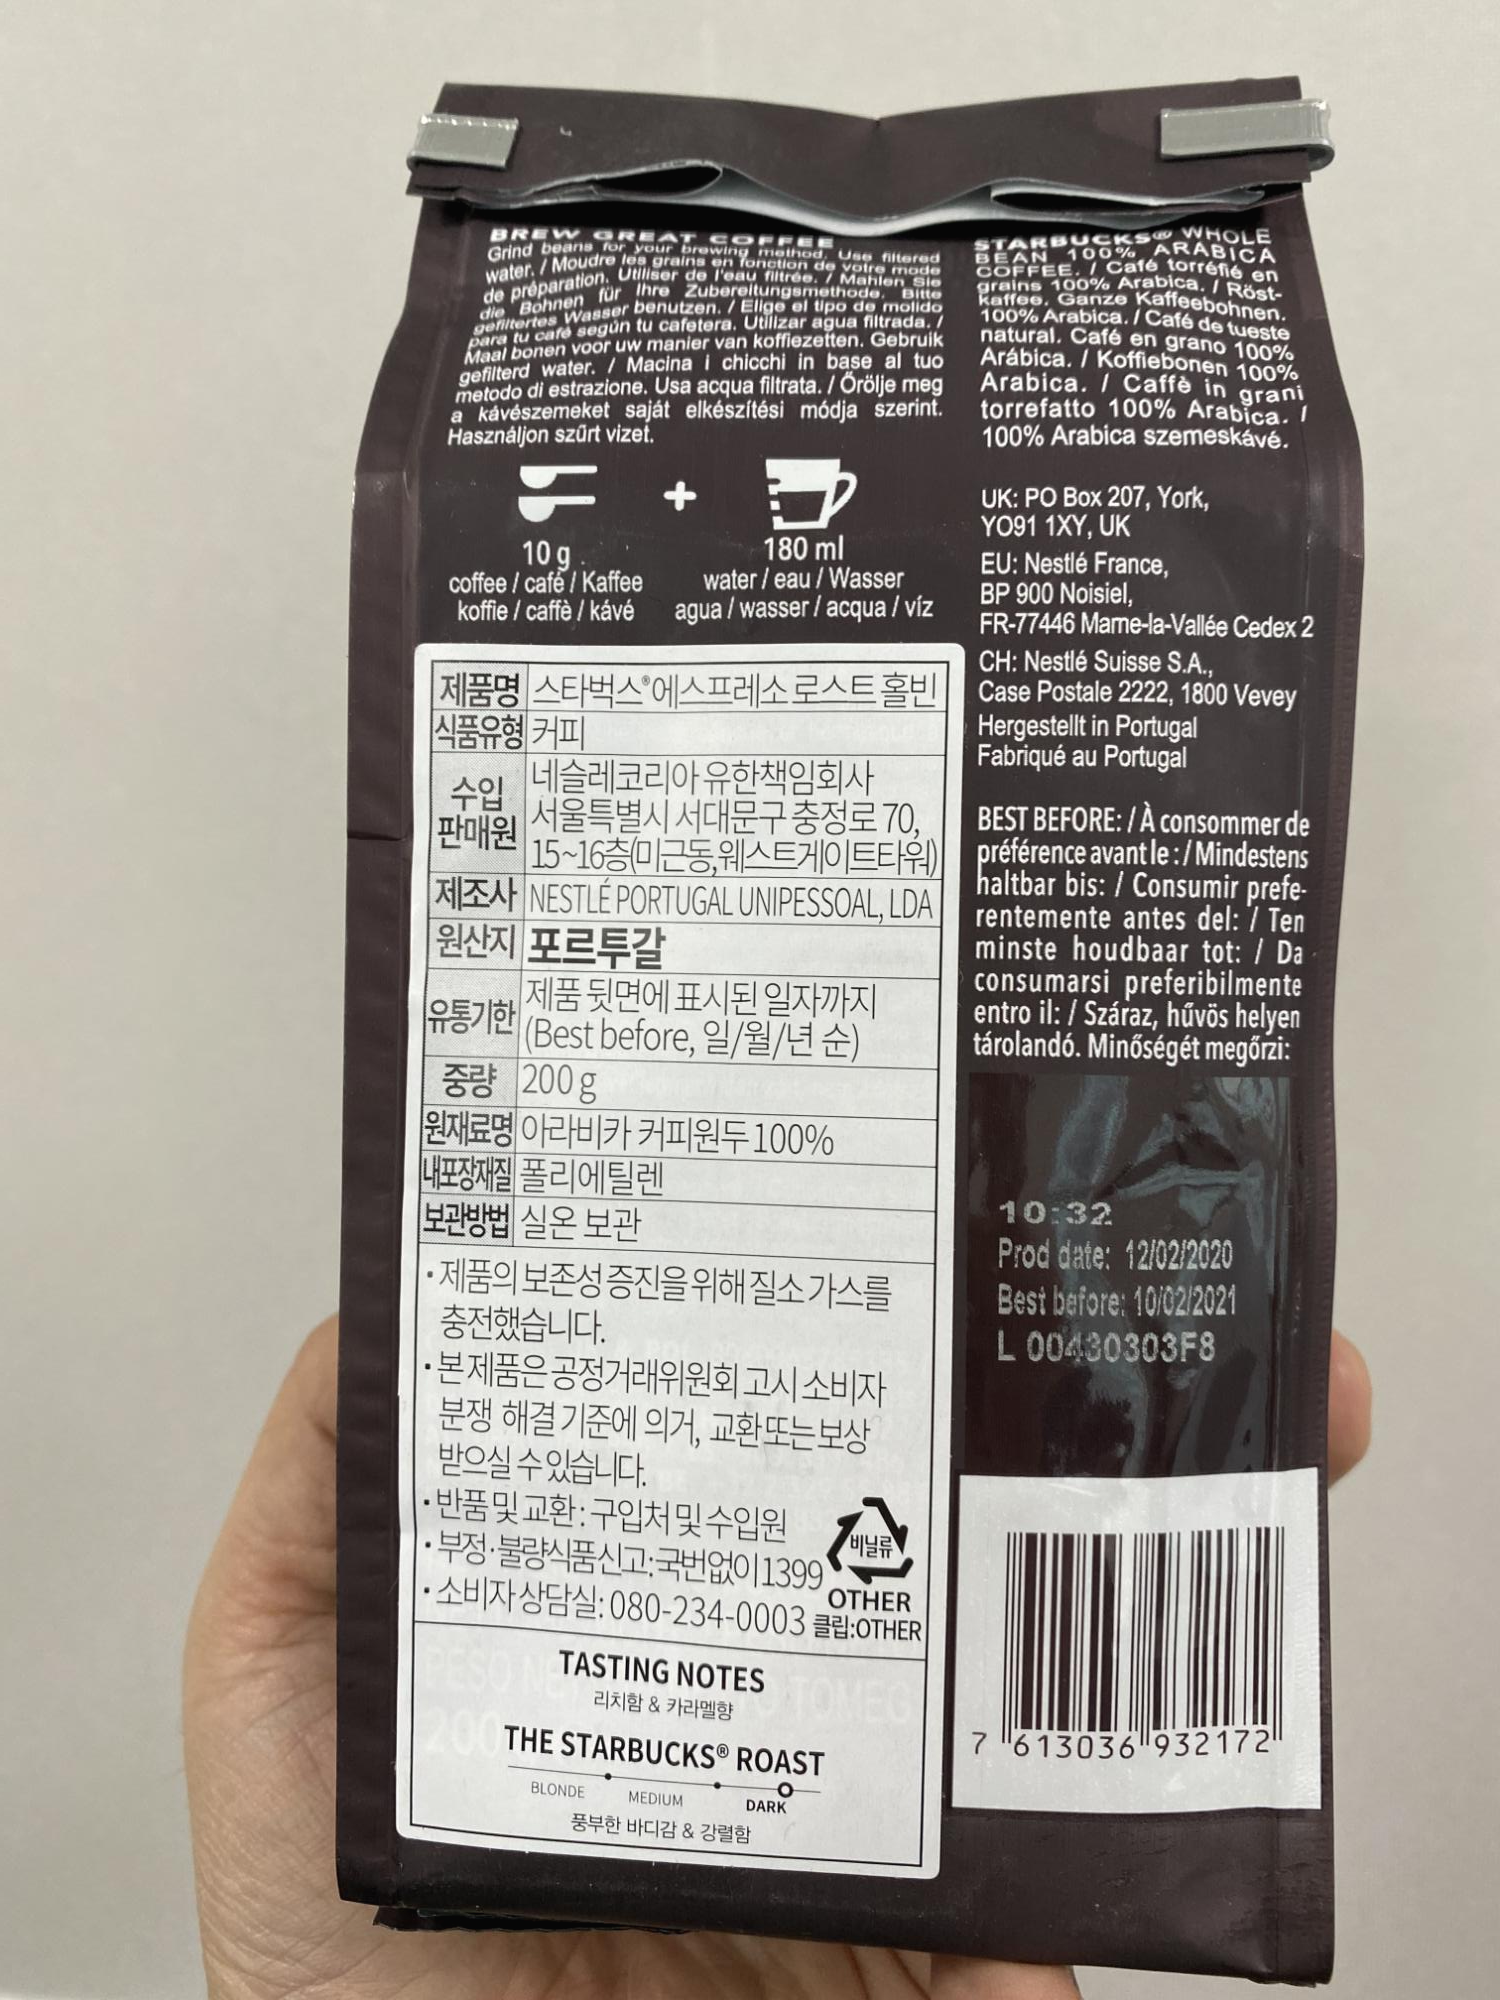 BREW GREAT COFFEE
Grind beans for your brewing method. Use filtered
water. / Moudre les grains en fonction de votre mode
de préparation. Utiliser de l'eau filtrée. / Mahlen Sie
die Bohnen für Ihre Zubereitungsmethode. Bitte
gefiltertes Wasser benutzen. / Elige el tipo de molido
para tu café según tu cafetera. Utilizar agua filtrada. /
Maal bonen voor uw manier van koffiezetten. Gebruik
gefilterd water. / Macina i chicchi in base al tuo
metodo di estrazione. Usa acqua filtrata. / Őrölje meg
a kávészemeket saját elkészítési módja szerint.
Használjon szűrt vizet.
10 g
coffee / café / Kaffee
koffie / caffè / kávé
+
180 ml
water / eau / Wasser
agua / wasser / acqua / víz
STARBUCKS® WHOLE
BEAN 100% ARABICA
COFFEE. / Café torréfié en
grains 100% Arabica. / Röst-
kaffee. Ganze Kaffeebohnen.
100% Arabica. / Café de tueste
natural. Café en grano 100%
Arábica. / Koffiebonen 100%
Arabica. / Caffè in grani
torrefatto 100% Arabica. /
100% Arabica szemeskávé.
UK: PO Box 207, York,
YO91 1XY, UK
EU: Nestlé France,
BP 900 Noisiel,
FR-77446 Marne-la-Vallée Cedex 2
CH: Nestlé Suisse S.A.,
Case Postale 2222, 1800 Vevey
Hergestellt in Portugal
Fabriqué au Portugal
BEST BEFORE: / À consommer de
préférence avant le : / Mindestens
haltbar bis: / Consumir prefe-
rentemente antes del: / Ten
minste houdbaar tot: / Da
consumarsi preferibilmente
entro il: / Száraz, hűvös helyen
tárolandó. Minőségét megőrzi:
10:32
Prod date: 12/02/2020
Best before: 10/02/2021
L 00430303F8
7 613036 932172
제품명 스타벅스®에스프레소 로스트 홀빈
식품유형 커피
수입
판매원 네슬레코리아 유한책임회사
서울특별시 서대문구 충정로 70,
15~16층(미근동,웨스트게이트타워)
제조사 NESTLÉ PORTUGAL UNIPESSOAL, LDA
원산지 포르투갈
유통기한 제품 뒷면에 표시된 일자까지
(Best before, 일/월/년 순)
중량 200 g
원재료명 아라비카 커피원두 100%
내포장재질 폴리에틸렌
보관방법 실온 보관
· 제품의 보존성 증진을 위해 질소 가스를
충전했습니다.
· 본 제품은 공정거래위원회 고시 소비자
분쟁 해결 기준에 의거, 교환 또는 보상
받으실 수 있습니다.
· 반품 및 교환 : 구입처 및 수입원
· 부정·불량식품신고:국번없이 1399
· 소비자 상담실: 080-234-0003
비닐류
OTHER
클립:OTHER
TASTING NOTES
리치함 & 카라멜향
THE STARBUCKS® ROAST
BLONDE MEDIUM DARK
풍부한 바디감 & 강렬함